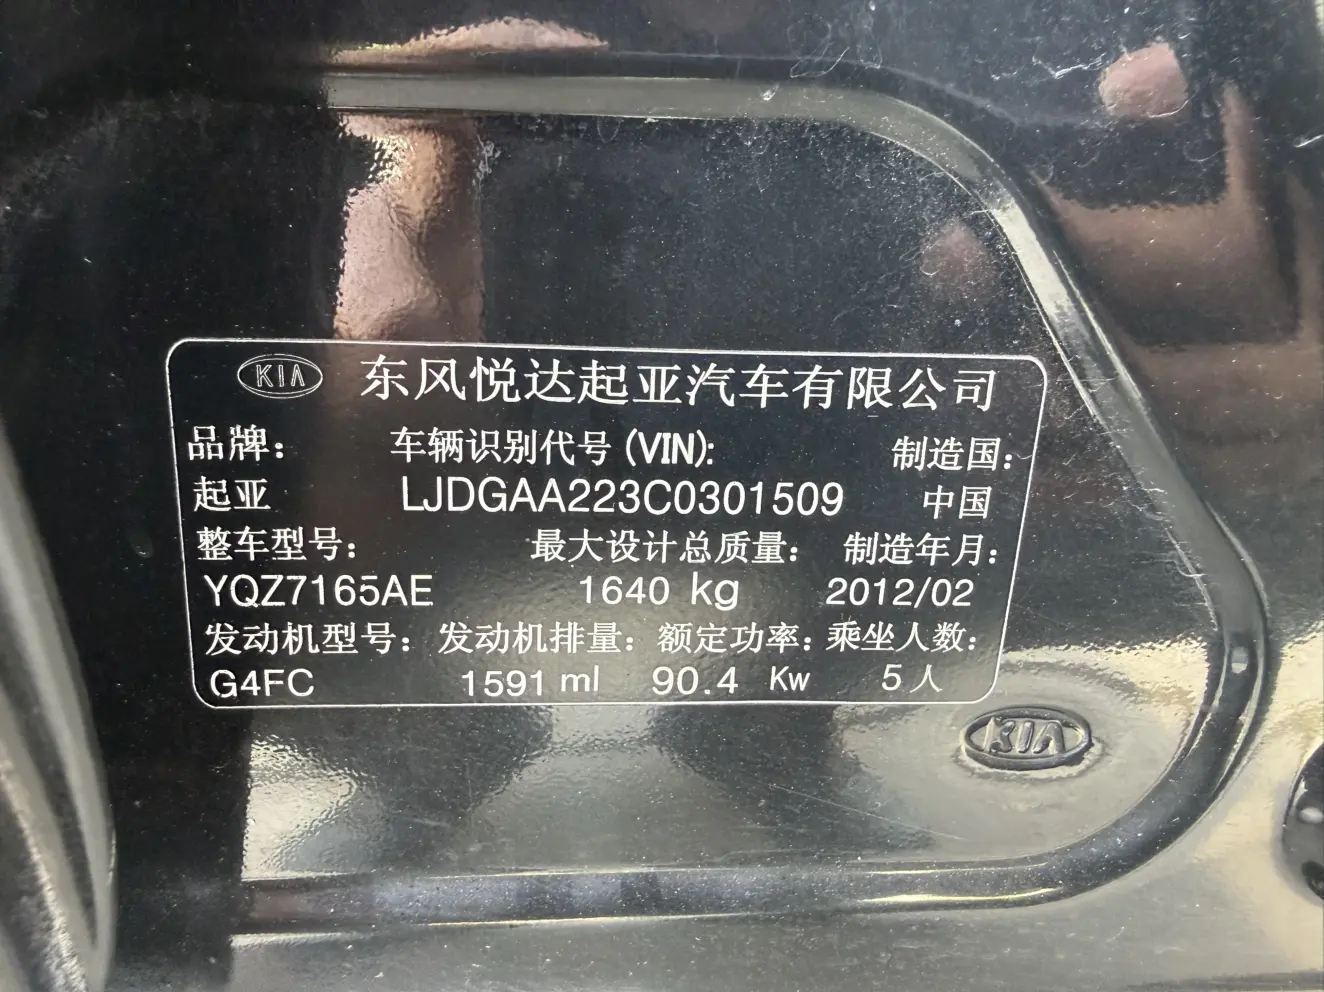 KIA 东风悦达起亚汽车有限公司
品牌： 车辆识别代号 (VIN): 制造国：
起亚 LJDGAA223C0301509 中国
整车型号： 最大设计总质量： 制造年月：
YQZ7165AE 1640 kg 2012/02
发动机型号： 发动机排量： 额定功率： 乘坐人数：
G4FC 1591 ml 90.4 Kw 5人
KIA